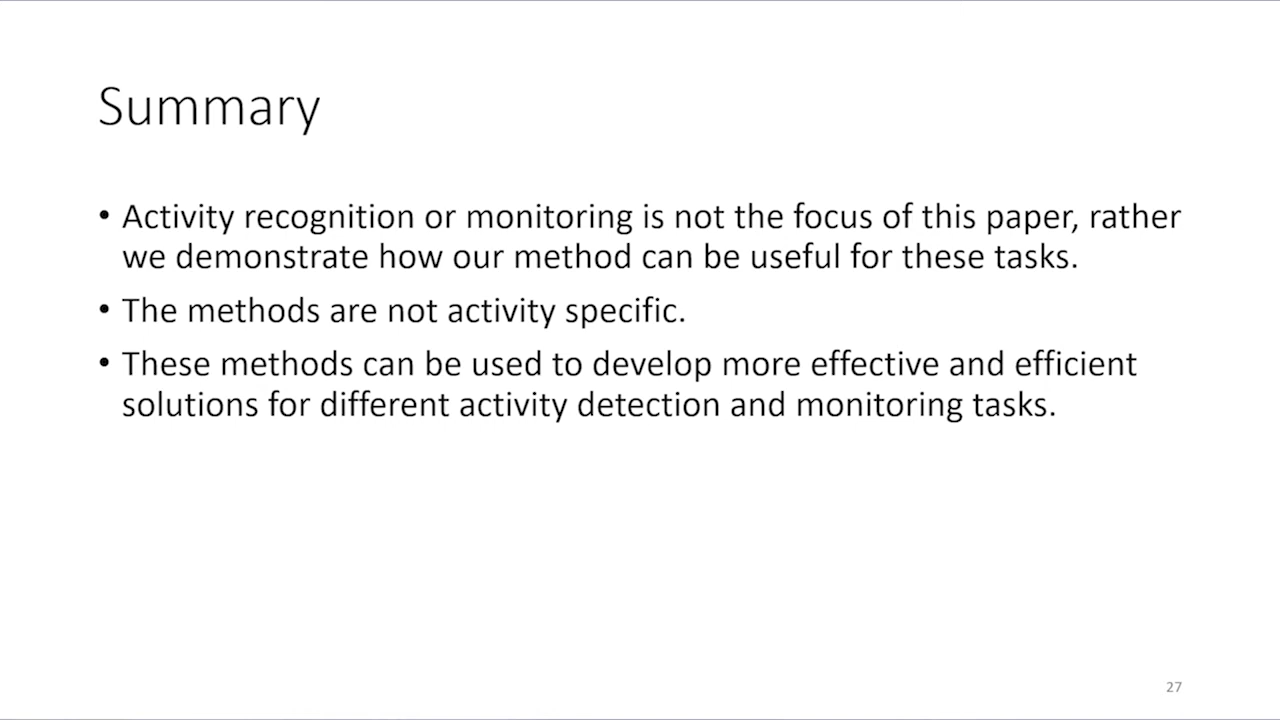 Summary
• Activity recognition or monitoring is not the focus of this paper, rather
we demonstrate how our method can be useful for these tasks.
• The methods are not activity specific.
• These methods can be used to develop more effective and efficient
solutions for different activity detection and monitoring tasks.
27